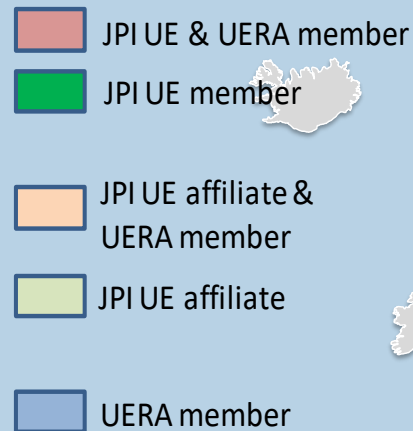 JPI UE & UERA member
JPI UE member
JPI UE affiliate &
UERA member
JPI UE affiliate
UERA member